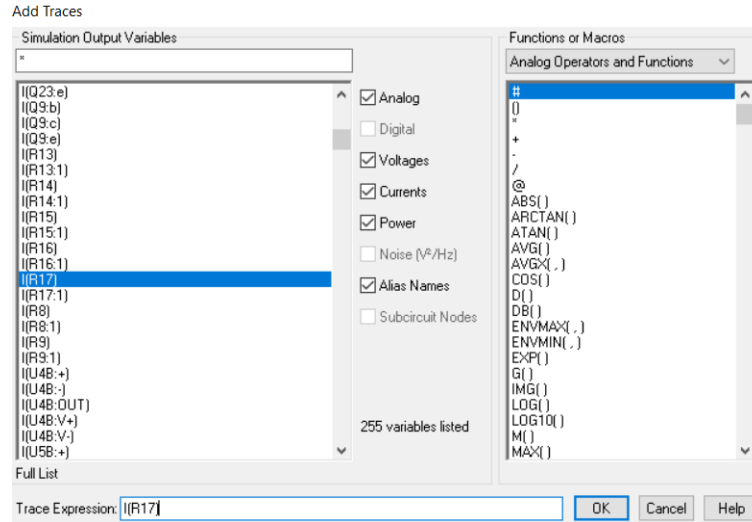 Add Traces
Simulation Output Variables
*
I(Q23:e)
I(Q9:b)
I(Q9:c)
I(Q9:e)
I(R13)
I(R13:1)
I(R14)
I(R14:1)
I(R15)
I(R15:1)
I(R16)
I(R16:1)
I(R17)
I(R17:1)
I(R8)
I(R8:1)
I(R9)
I(R9:1)
I(U4B:+)
I(U4B:-)
I(U4B:OUT)
I(U4B:V+)
I(U4B:V-)
I(U5B:+)
Full List
Analog
Digital
Voltages
Currents
Power
Noise (V²/Hz)
Alias Names
Subcircuit Nodes
255 variables listed
Functions or Macros
Analog Operators and Functions
#
()
*
+
-
/
@
ABS( )
ARCTAN( )
ATAN( )
AVG( )
AVGX( , )
COS( )
D( )
DB( )
ENVMAX( , )
ENVMIN( , )
EXP( )
G( )
IMG( )
LOG( )
LOG10( )
M( )
MAX( )
Trace Expression: I(R17)
OK Cancel Help